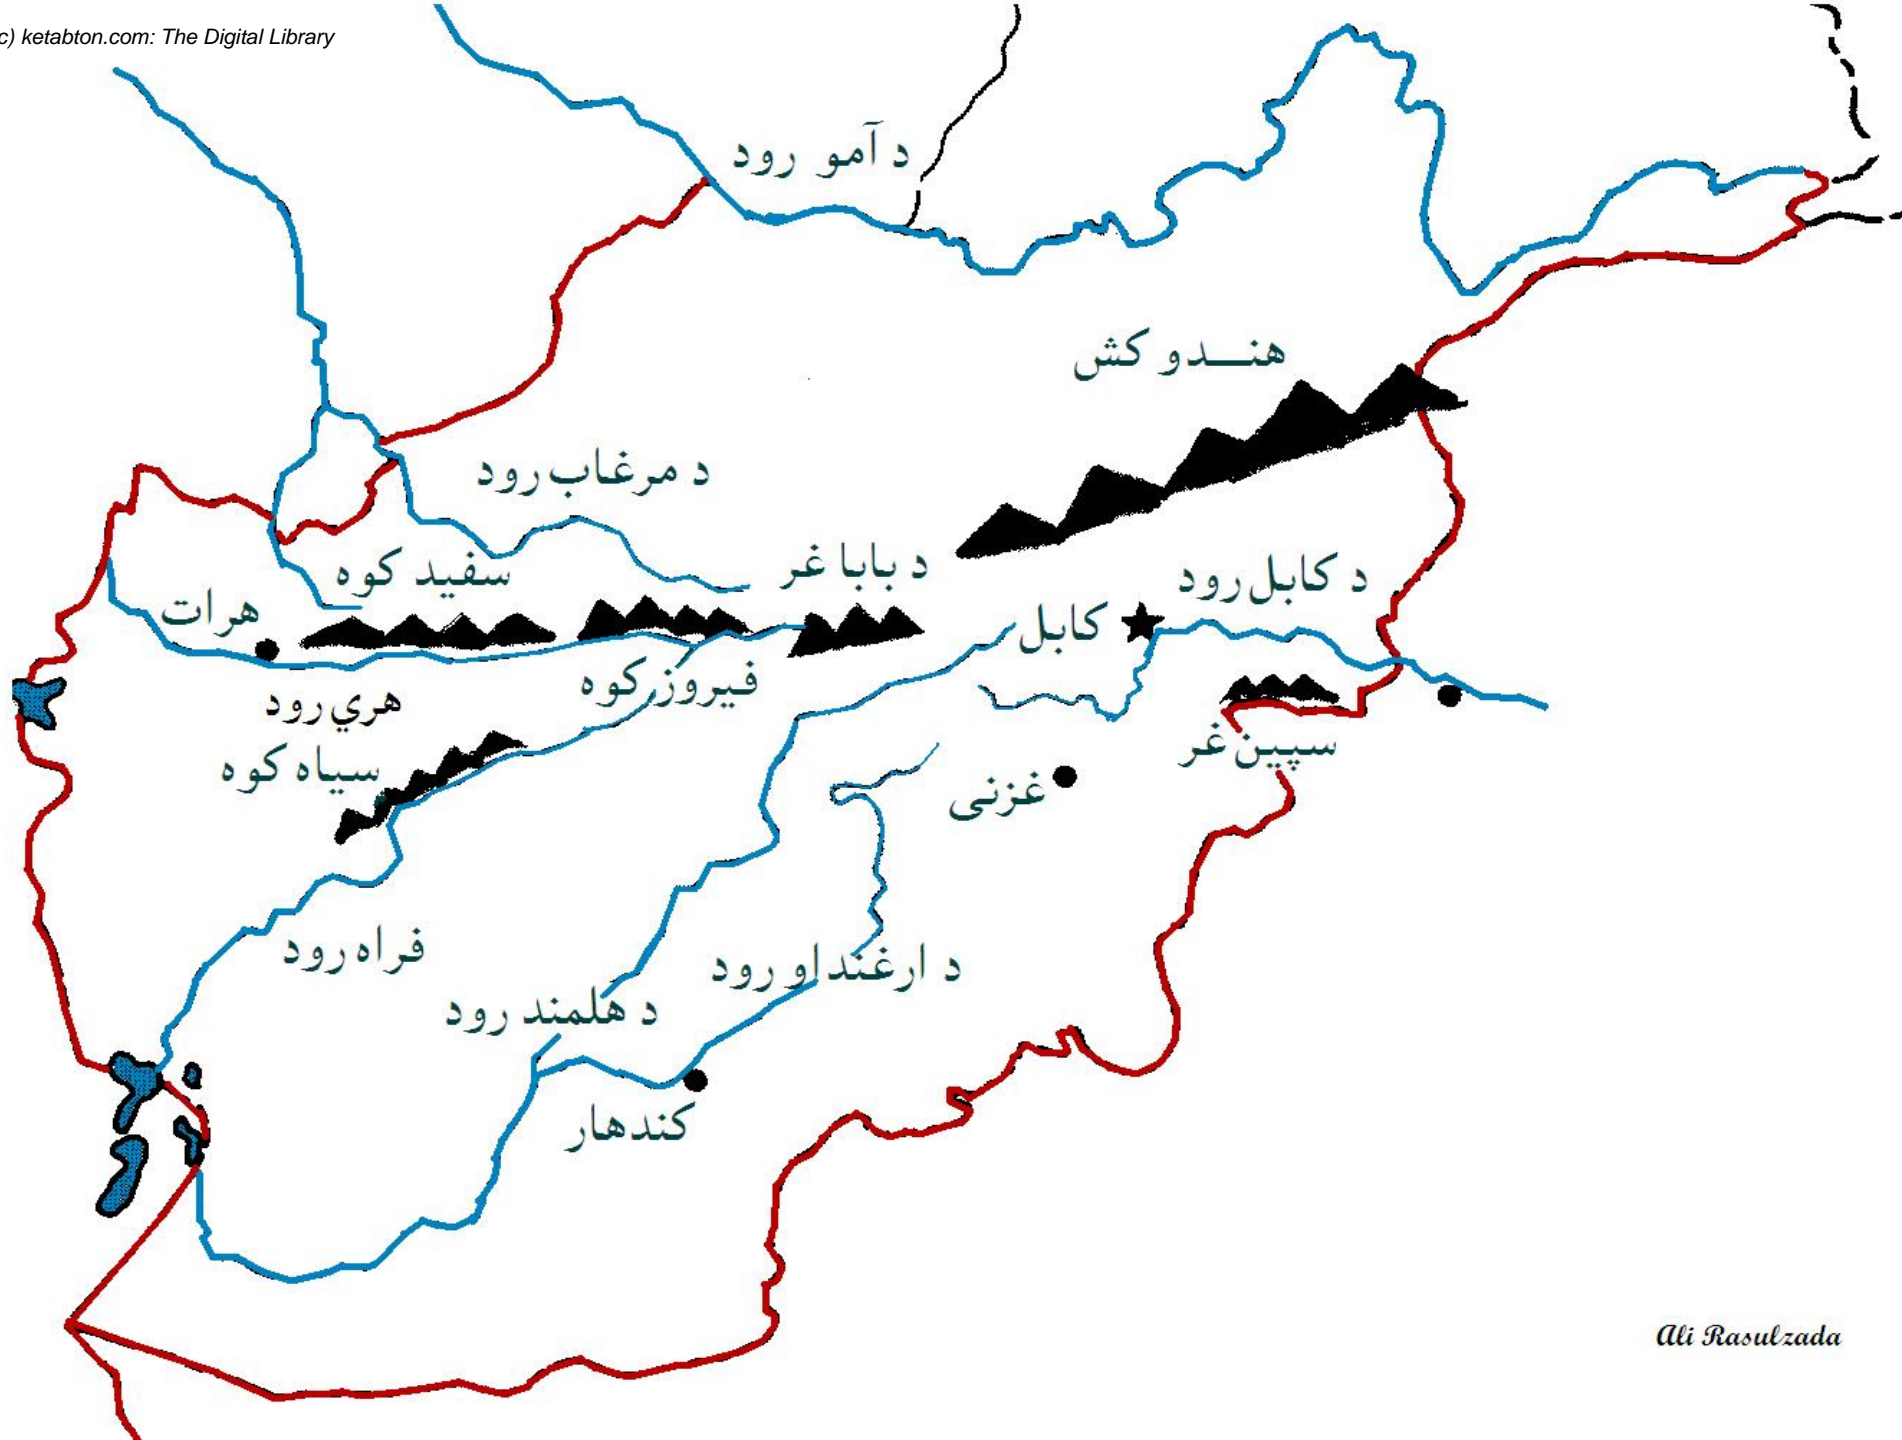 c) ketabton.com: The Digital Library
د آمو رود
هنـــدو کش
د مرغاب رود
سفید کوه
د بابا غر
د کابل رود
هرات
کابل
فیروز کوه
هري رود
سپین غر
سیاه کوه
غزنی
فراه رود
د ارغنداو رود
د هلمند رود
کندهار
Ali Rasulzada